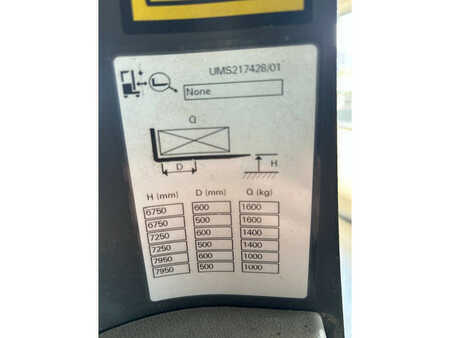 UMS217428/01
None
Q
D
H
H (mm) D (mm) Q (kg)
6750 600 1600
6750 500 1600
7250 600 1400
7250 500 1400
7950 600 1000
7950 500 1000